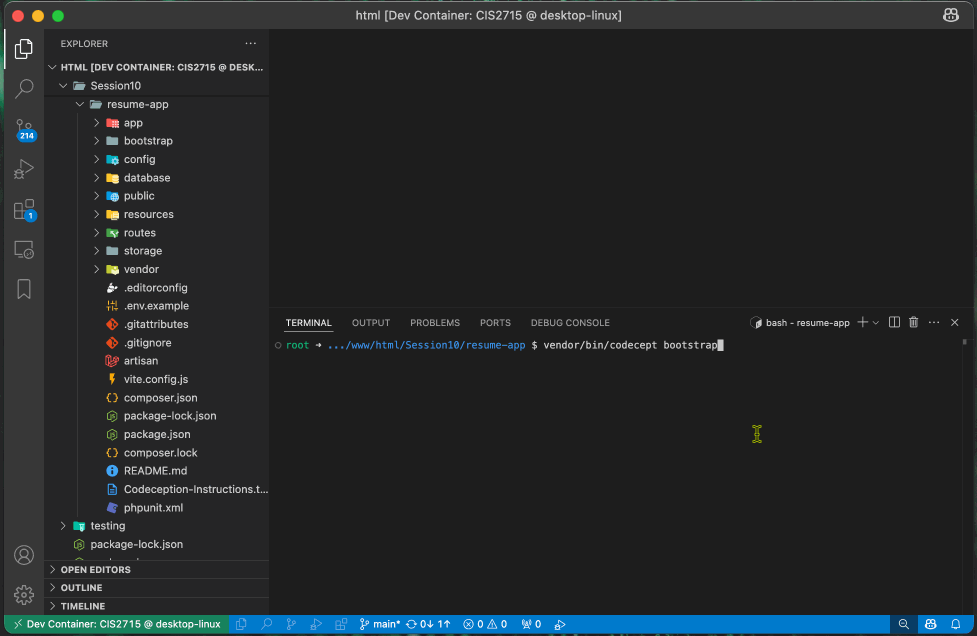 html [Dev Container: CIS2715 @ desktop-linux]
EXPLORER
HTML [DEV CONTAINER: CIS2715 @ DESK...
Session10
resume-app
app
bootstrap
config
database
public
resources
routes
storage
vendor
.editorconfig
.env.example
.gitattributes
.gitignore
artisan
vite.config.js
composer.json
package-lock.json
package.json
composer.lock
README.md
Codeception-Instructions.t...
phpunit.xml
testing
package-lock.json
OPEN EDITORS
OUTLINE
TIMELINE
214
1
TERMINAL OUTPUT PROBLEMS PORTS DEBUG CONSOLE bash - resume-app
root ➜ .../www/html/Session10/resume-app $ vendor/bin/codecept bootstrap
Dev Container: CIS2715 @ desktop-linux main* 0↓ 1↑ 0 0 0